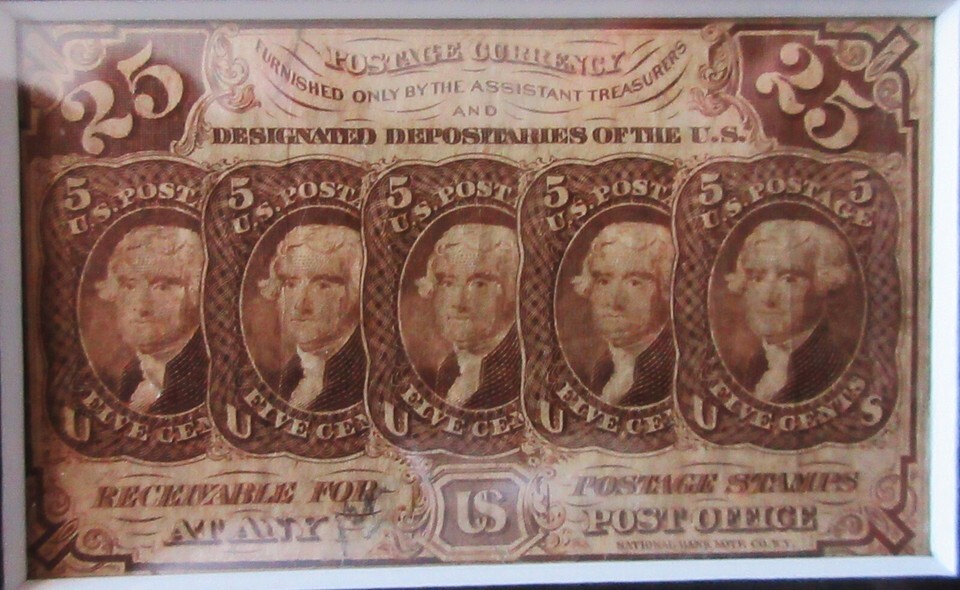 25 POSTAGE CURRENCY 25
FURNISHED ONLY BY THE ASSISTANT TREASURERS
AND
DESIGNATED DEPOSITARIES OF THE U.S.
5 5 5 5 5 5
U.S. POST U.S. POST U.S. POST U.S. POST U.S. POSTAGE
U FIVE CEN U FIVE CEN U FIVE CEN U FIVE CE U FIVE CENTS S
RECEIVABLE FOR US POSTAGE STAMPS
AT ANY POST OFFICE
NATIONAL BANK NOTE CO. N.Y.